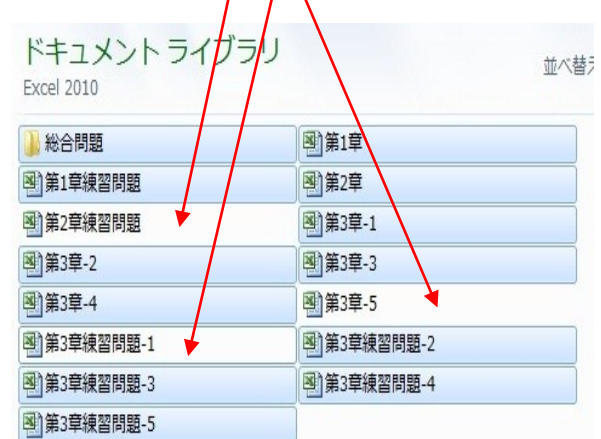 ドキュメント ライブラリ
Excel 2010
並べ替え
総合問題
第1章
第1章練習問題
第2章
第2章練習問題
第3章-1
第3章-2
第3章-3
第3章-4
第3章-5
第3章練習問題-1
第3章練習問題-2
第3章練習問題-3
第3章練習問題-4
第3章練習問題-5